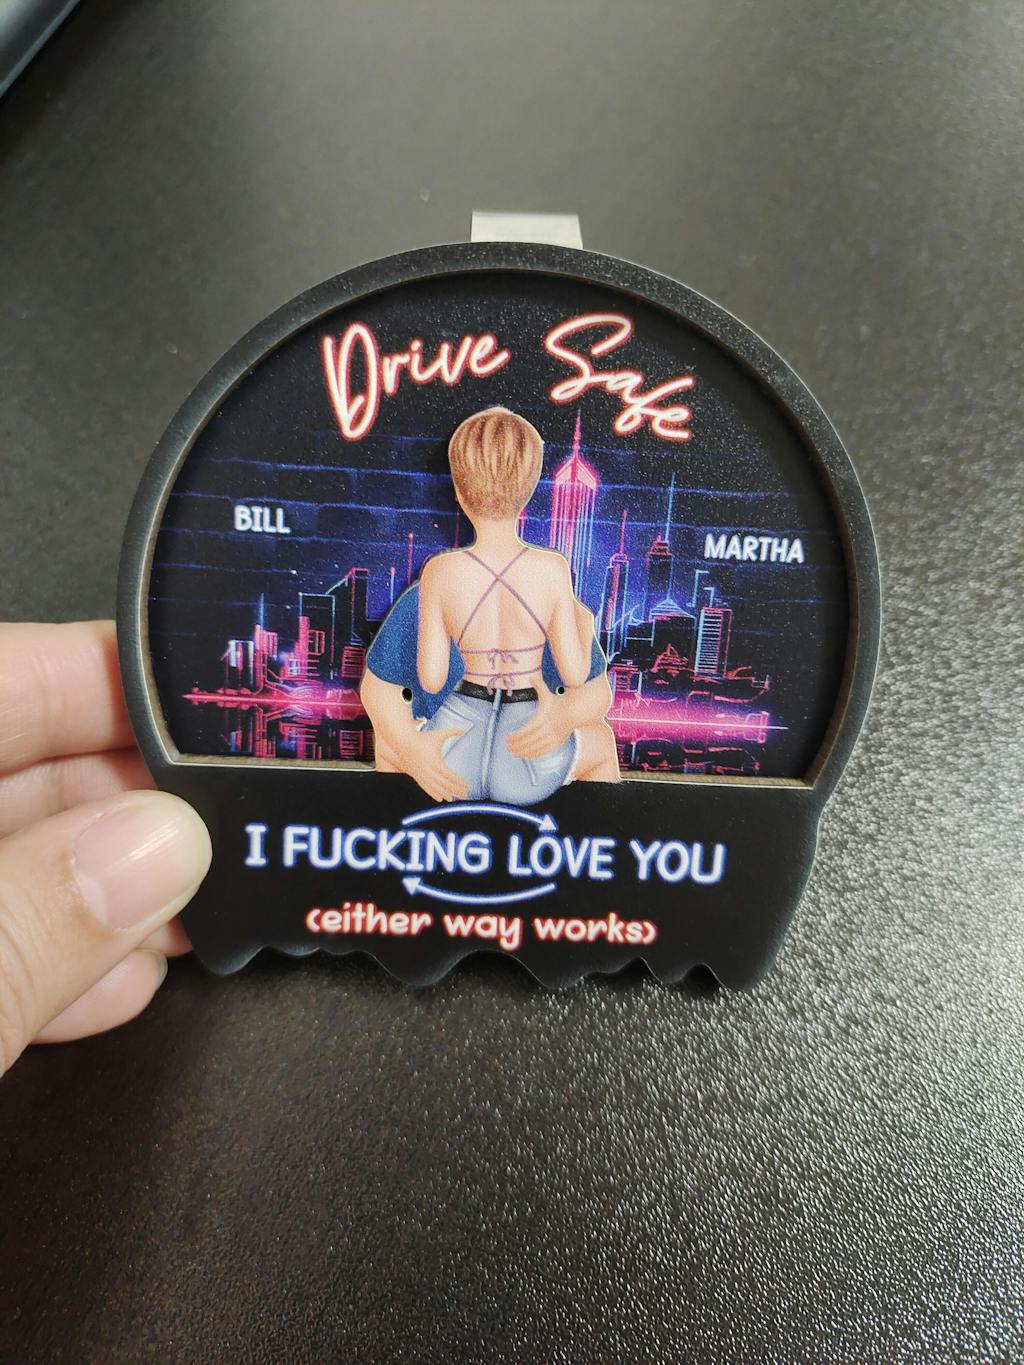 Drive Safe
BILL
MARTHA
I FUCKING LOVE YOU
(either way works)